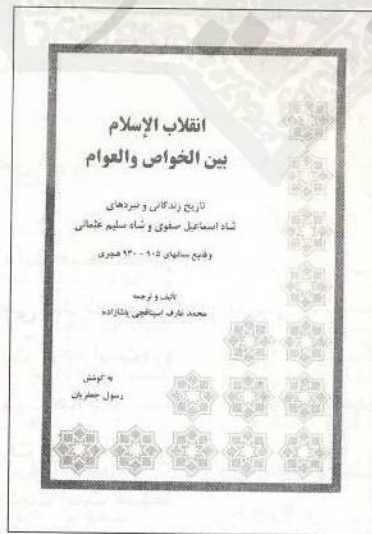 انقلاب الإسلام
بین الخواص والعوام
تاریخ زندگانی و نبردهای
شاه اسماعیل صفوی و شاه سلیم عثمانی
وقایع سالهای ۹۰۵ - ۹۳۰ هجری
تألیف و ترجمه
محمد عارف اسپناقچی پاشازاده
به کوشش
رسول جعفریان